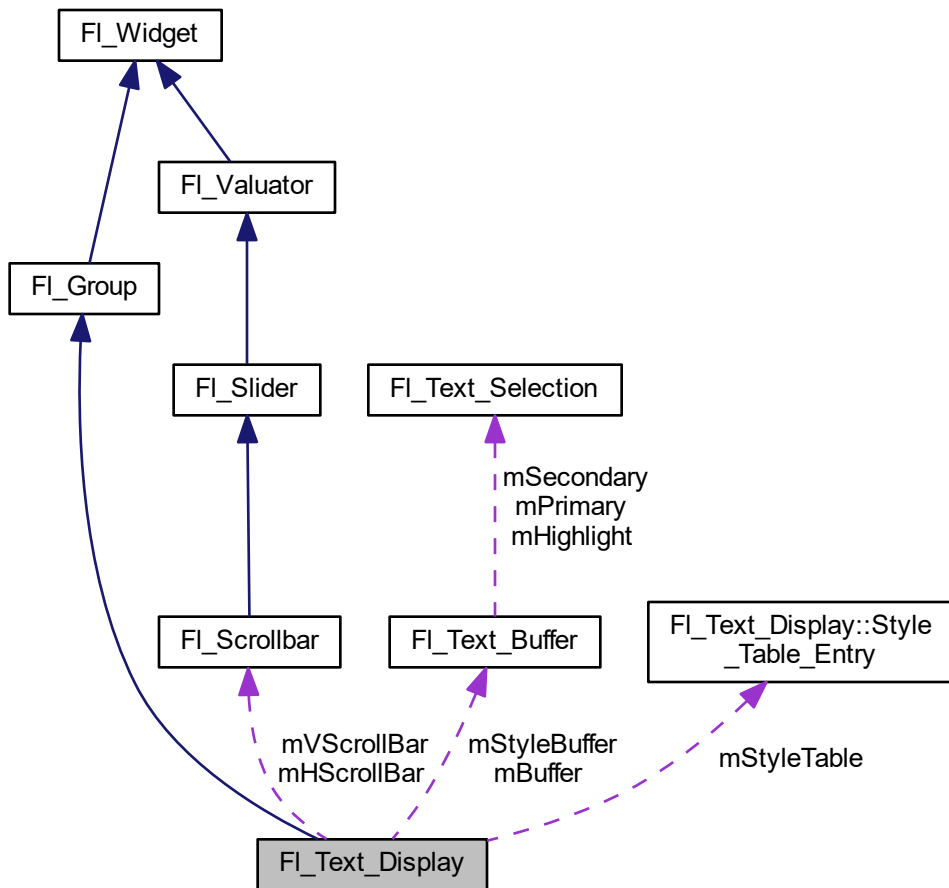 Fl_Widget
Fl_Valuator
Fl_Group
Fl_Slider
Fl_Text_Selection
mSecondary
mPrimary
mHighlight
Fl_Scrollbar
Fl_Text_Buffer
Fl_Text_Display::Style
_Table_Entry
mVScrollBar
mHScrollBar
mStyleBuffer
mBuffer
mStyleTable
Fl_Text_Display